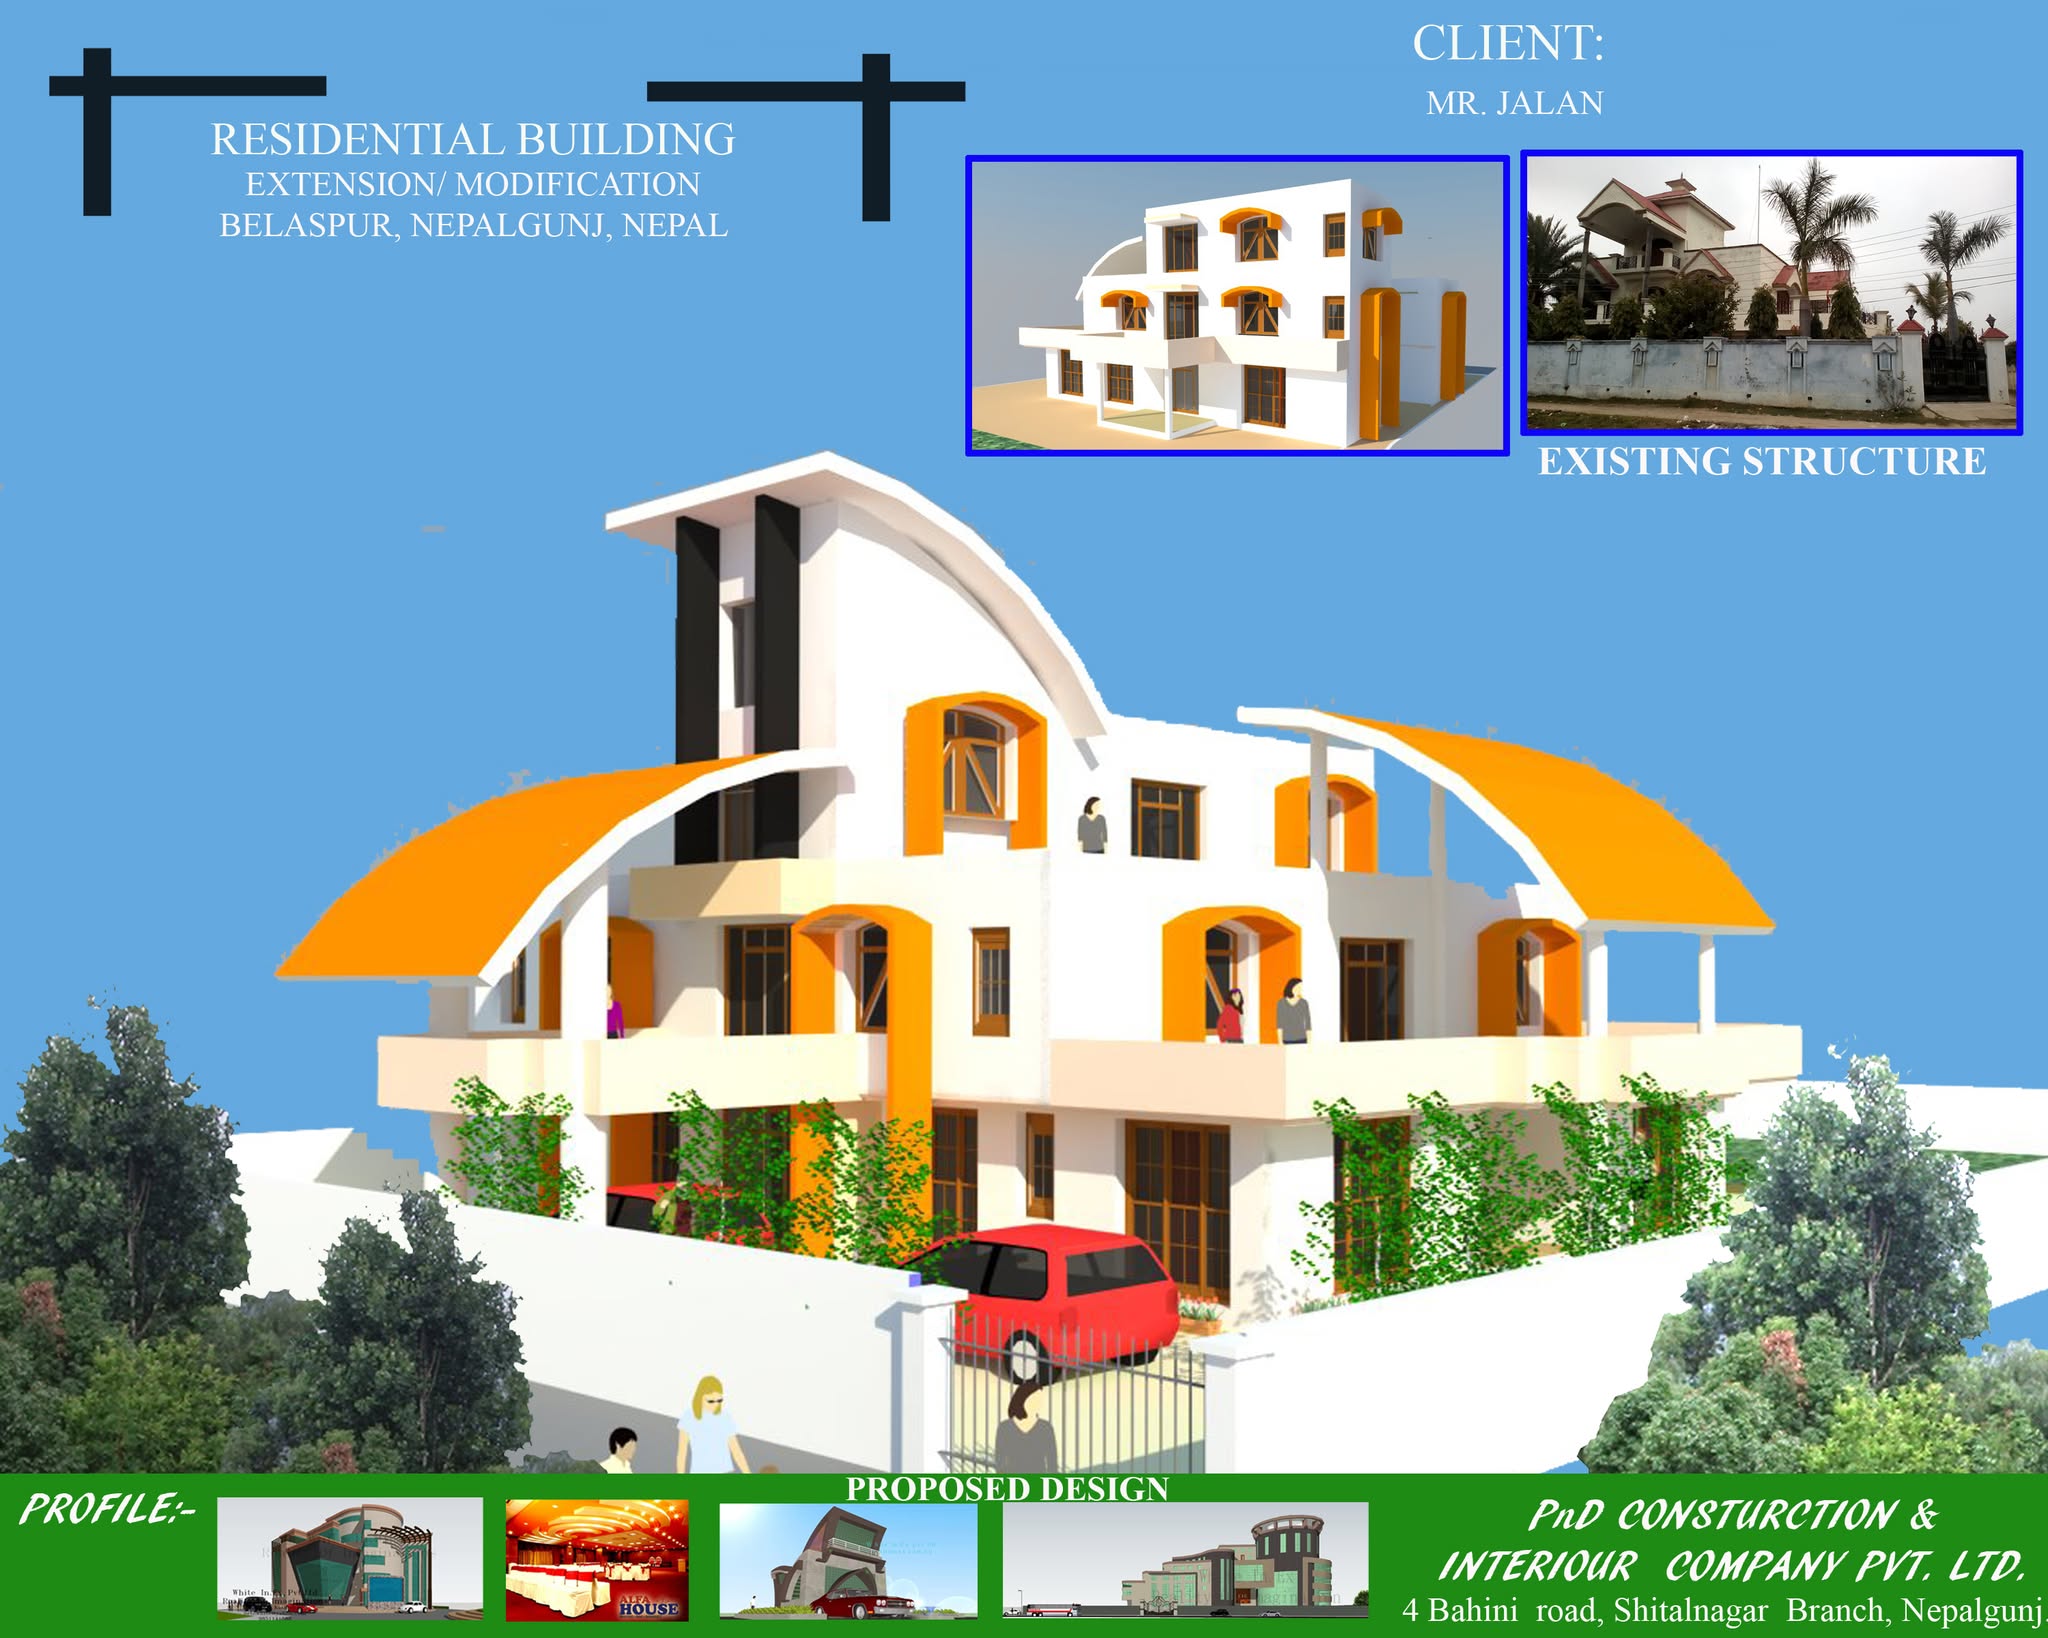 CLIENT:
MR. JALAN
RESIDENTIAL BUILDING
EXTENSION/ MODIFICATION
BELASPUR, NEPALGUNJ, NEPAL
EXISTING STRUCTURE
PROPOSED DESIGN
PROFILE:-
ALFA
HOUSE
PnD CONSTURCTION &
INTERIOUR COMPANY PVT. LTD.
4 Bahini road, Shitalnagar Branch, Nepalgunj.